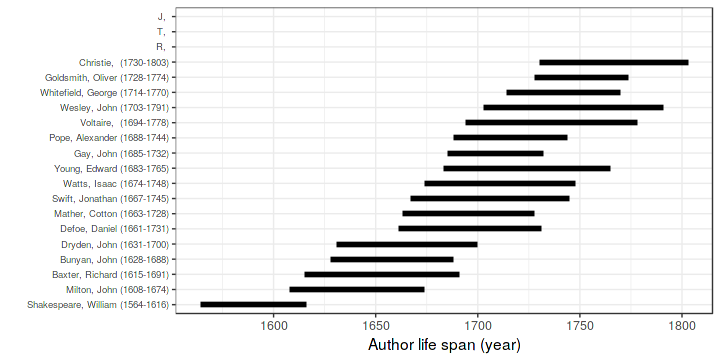 J,
T,
R,
Christie,  (1730-1803)
Goldsmith, Oliver (1728-1774)
Whitefield, George (1714-1770)
Wesley, John (1703-1791)
Voltaire,  (1694-1778)
Pope, Alexander (1688-1744)
Gay, John (1685-1732)
Young, Edward (1683-1765)
Watts, Isaac (1674-1748)
Swift, Jonathan (1667-1745)
Mather, Cotton (1663-1728)
Defoe, Daniel (1661-1731)
Dryden, John (1631-1700)
Bunyan, John (1628-1688)
Baxter, Richard (1615-1691)
Milton, John (1608-1674)
Shakespeare, William (1564-1616)
1600 1650 1700 1750 1800
Author life span (year)